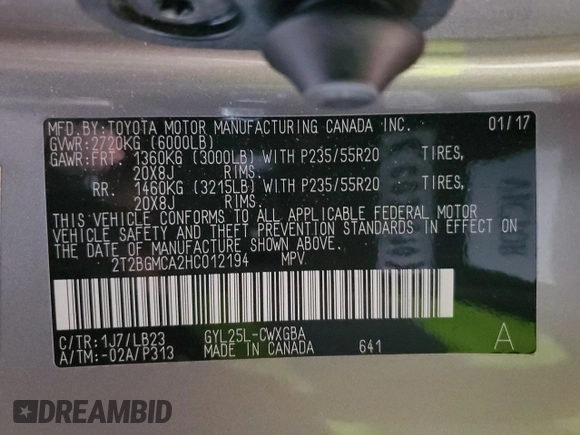 MFD.BY:TOYOTA MOTOR MANUFACTURING CANADA INC. 01/17
GVWR:2720KG (6000LB)
GAWR:FRT 1360KG (3000LB) WITH P235/55R20 TIRES,
20X8J RIMS.
RR. 1460KG (3215LB) WITH P235/55R20 TIRES,
20X8J RIMS.
THIS VEHICLE CONFORMS TO ALL APPLICABLE FEDERAL MOTOR
VEHICLE SAFETY AND THEFT PREVENTION STANDARDS IN EFFECT ON
THE DATE OF MANUFACTURE SHOWN ABOVE.
2T2BGMCA2HC012194 MPV.
C/TR:1J7/LB23 GYL25L-CWXGBA
A/TM:-02A/P313 MADE IN CANADA 641 A
DREAMBID